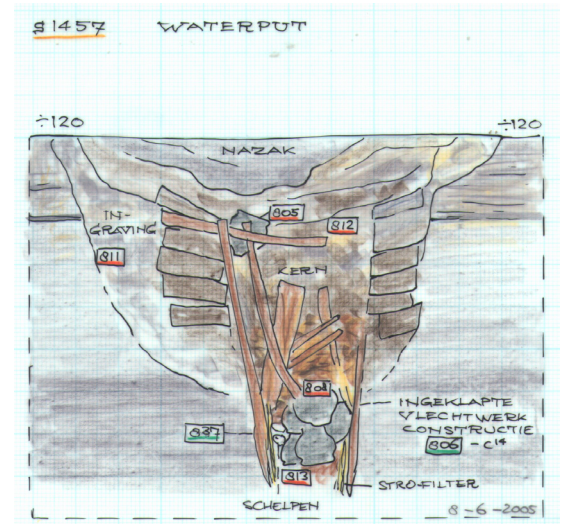 S1457 WATERPUT
÷120 ÷120
NAZAK
IN-
GRAVING
811
805
812
KERN
808
INGEKLAPTE
VLECHTWERK
CONSTRUCTIE
806 -C14
837
813
STRO-FILTER
SCHELPEN
8-6-2005